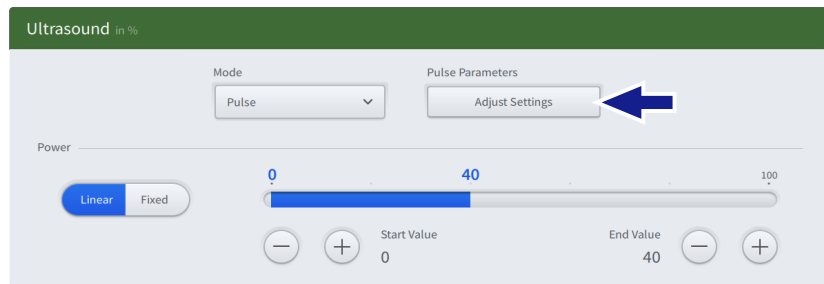 Ultrasound in %
Mode
Pulse Parameters
Pulse
Adjust Settings
Power
0
40
100
Linear
Fixed
Start Value
0
End Value
40